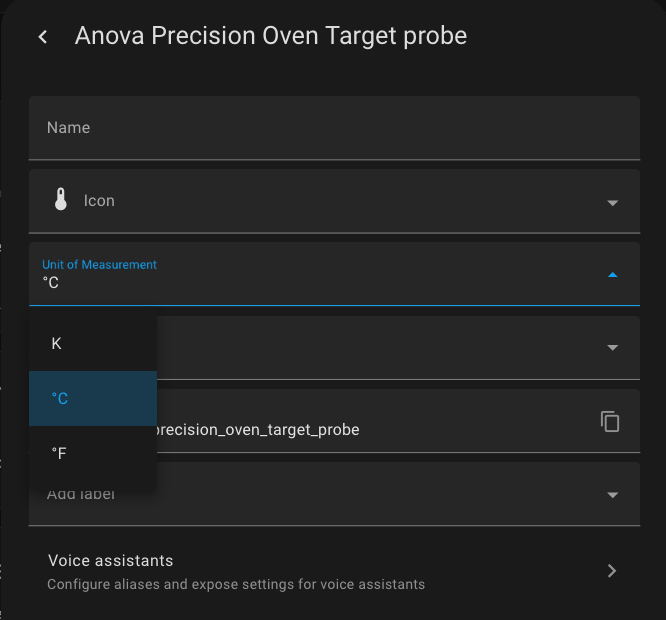 Anova Precision Oven Target probe
Name
Icon
Unit of Measurement
°C
K
°C
°F
precision_oven_target_probe
Add label
Voice assistants
Configure aliases and expose settings for voice assistants